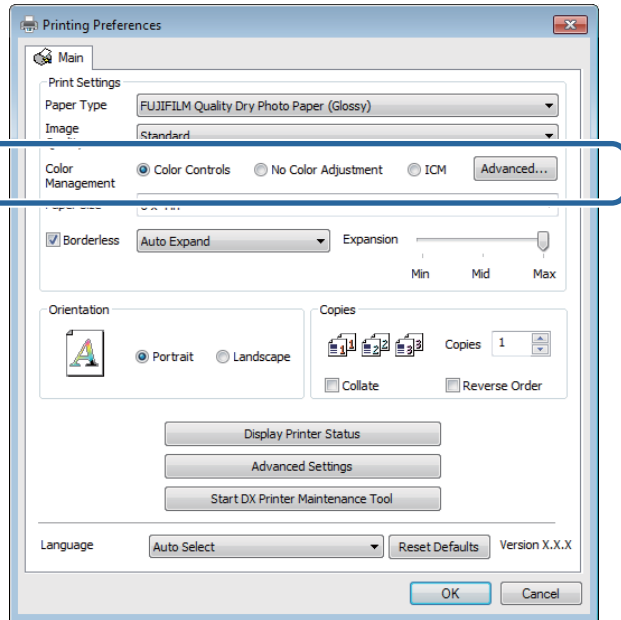 Printing Preferences
Main
Print Settings
Paper Type FUJIFILM Quality Dry Photo Paper (Glossy)
Image
Standard
Color Management Color Controls No Color Adjustment ICM Advanced...
Borderless Auto Expand Expansion
Min Mid Max
Orientation Copies
Portrait Landscape Copies 1
Collate Reverse Order
Display Printer Status
Advanced Settings
Start DX Printer Maintenance Tool
Language Auto Select Reset Defaults Version X.X.X
OK Cancel